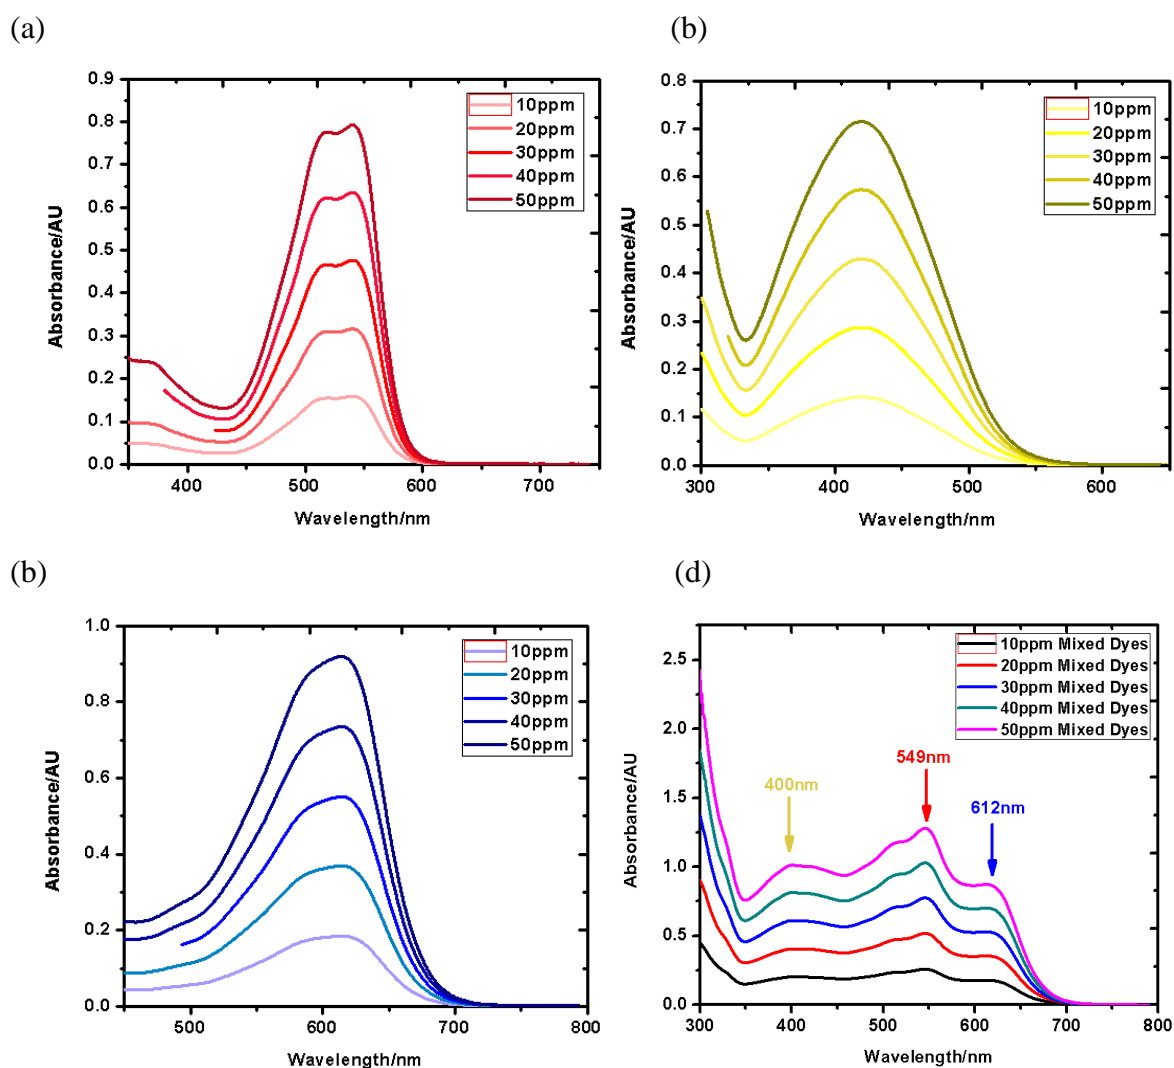 (a)
0.9
0.8
0.7
0.6
0.5
0.4
0.3
0.2
0.1
0.0
Absorbance/AU
400 500 600 700
Wavelength/nm
10ppm
20ppm
30ppm
40ppm
50ppm
(b)
0.8
0.7
0.6
0.5
0.4
0.3
0.2
0.1
0.0
Absorbance/AU
300 400 500 600
Wavelength/nm
10ppm
20ppm
30ppm
40ppm
50ppm
(b)
1.0
0.8
0.6
0.4
0.2
0.0
Absorbance/AU
500 600 700 800
Wavelength/nm
10ppm
20ppm
30ppm
40ppm
50ppm
(d)
2.5
2.0
1.5
1.0
0.5
0.0
Absorbance/AU
300 400 500 600 700 800
Wavelength/nm
10ppm Mixed Dyes
20ppm Mixed Dyes
30ppm Mixed Dyes
40ppm Mixed Dyes
50ppm Mixed Dyes
400nm
549nm
612nm